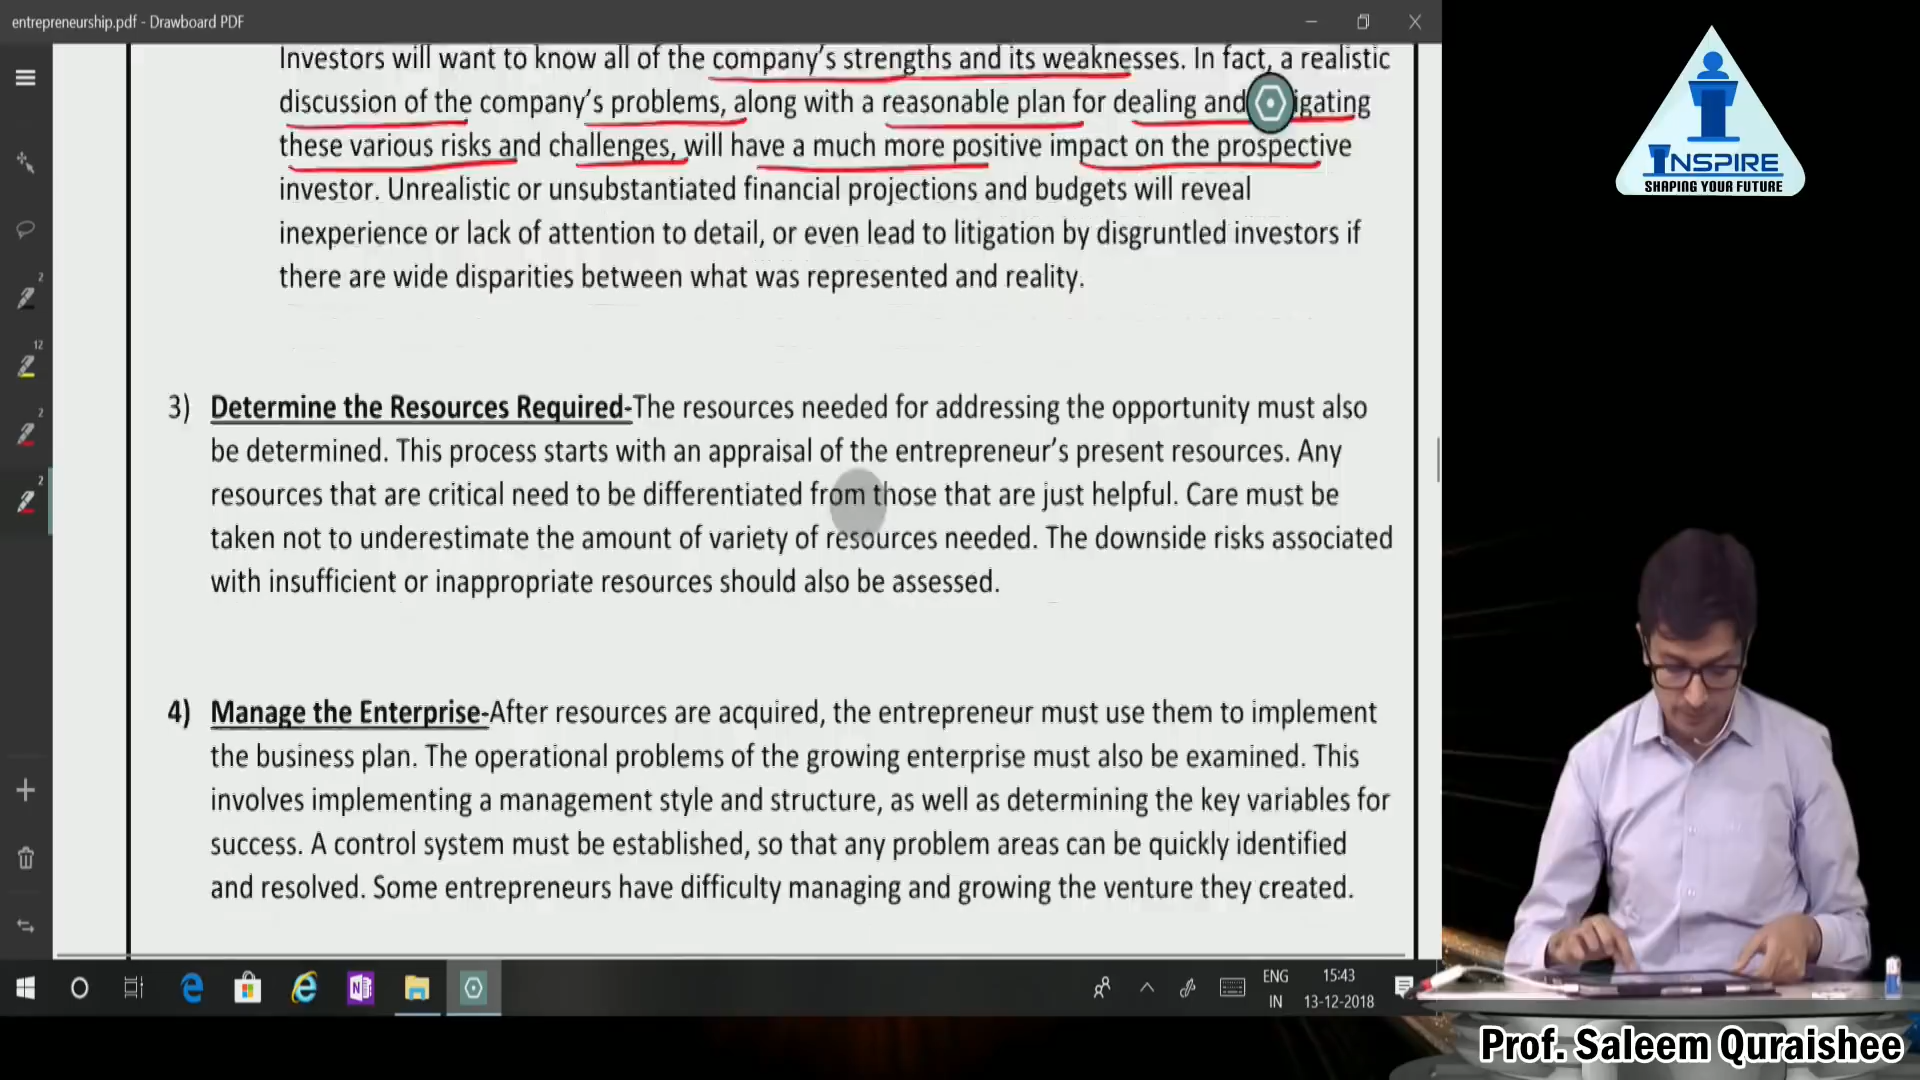 entrepreneurship.pdf - Drawboard PDF
Investors will want to know all of the company's strengths and its weaknesses. In fact, a realistic
discussion of the company's problems, along with a reasonable plan for dealing and igating
these various risks and challenges, will have a much more positive impact on the prospective
investor. Unrealistic or unsubstantiated financial projections and budgets will reveal
inexperience or lack of attention to detail, or even lead to litigation by disgruntled investors if
there are wide disparities between what was represented and reality.
3) Determine the Resources Required-The resources needed for addressing the opportunity must also
be determined. This process starts with an appraisal of the entrepreneur's present resources. Any
resources that are critical need to be differentiated from those that are just helpful. Care must be
taken not to underestimate the amount of variety of resources needed. The downside risks associated
with insufficient or inappropriate resources should also be assessed.
4) Manage the Enterprise-After resources are acquired, the entrepreneur must use them to implement
the business plan. The operational problems of the growing enterprise must also be examined. This
involves implementing a management style and structure, as well as determining the key variables for
success. A control system must be established, so that any problem areas can be quickly identified
and resolved. Some entrepreneurs have difficulty managing and growing the venture they created.
2
12
2
2
ENG
IN
15:43
13-12-2018
INSPIRE
SHAPING YOUR FUTURE
Prof. Saleem Quraishee